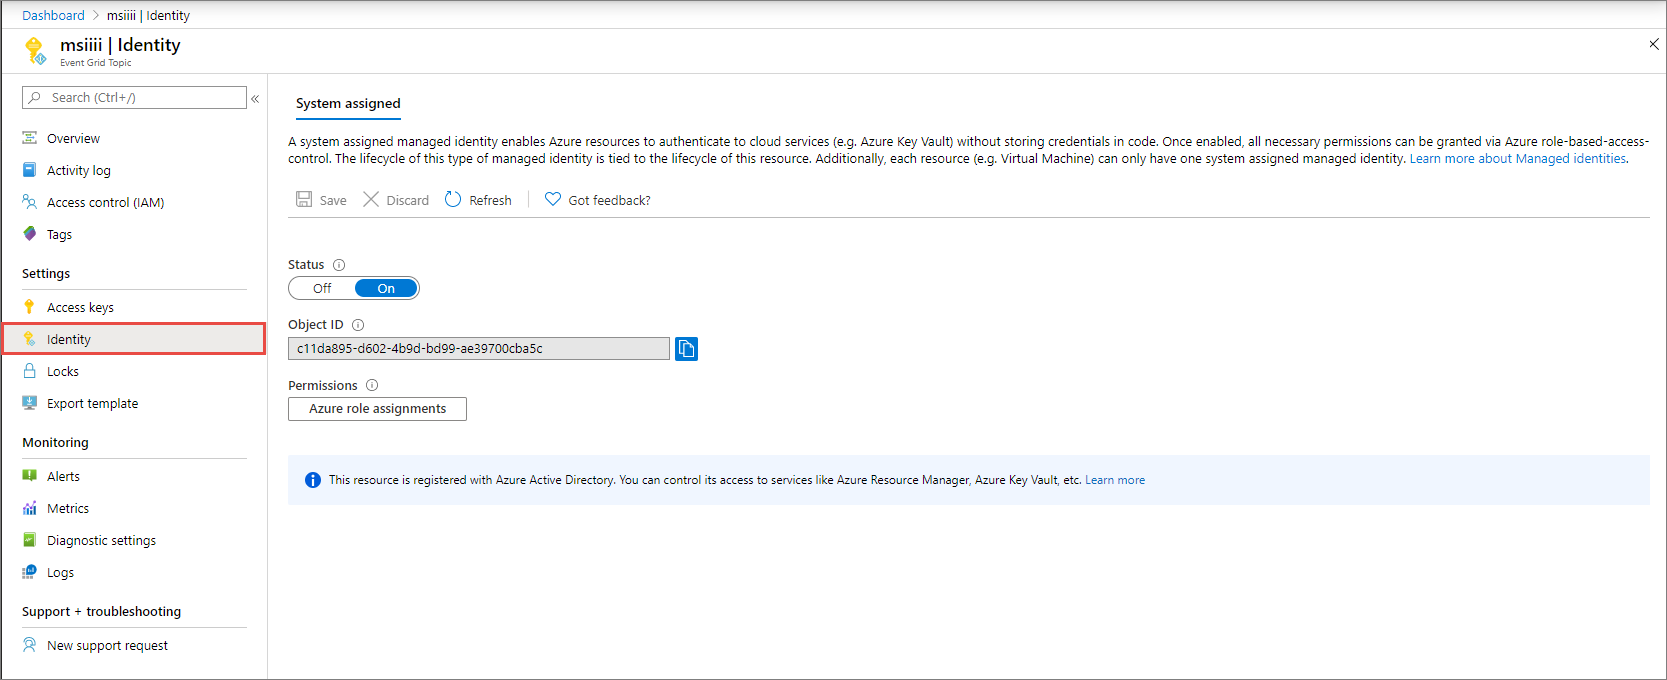 Dashboard > msiiii | Identity
msiiii | Identity
Event Grid Topic
Search (Ctrl+/)
Overview
Activity log
Access control (IAM)
Tags
Settings
Access keys
Identity
Locks
Export template
Monitoring
Alerts
Metrics
Diagnostic settings
Logs
Support + troubleshooting
New support request
System assigned
A system assigned managed identity enables Azure resources to authenticate to cloud services (e.g. Azure Key Vault) without storing credentials in code. Once enabled, all necessary permissions can be granted via Azure role-based-access-
control. The lifecycle of this type of managed identity is tied to the lifecycle of this resource. Additionally, each resource (e.g. Virtual Machine) can only have one system assigned managed identity. Learn more about Managed identities.
Save Discard Refresh Got feedback?
Status
Off On
Object ID
c11da895-d602-4b9d-bd99-ae39700cba5c
Permissions
Azure role assignments
This resource is registered with Azure Active Directory. You can control its access to services like Azure Resource Manager, Azure Key Vault, etc. Learn more